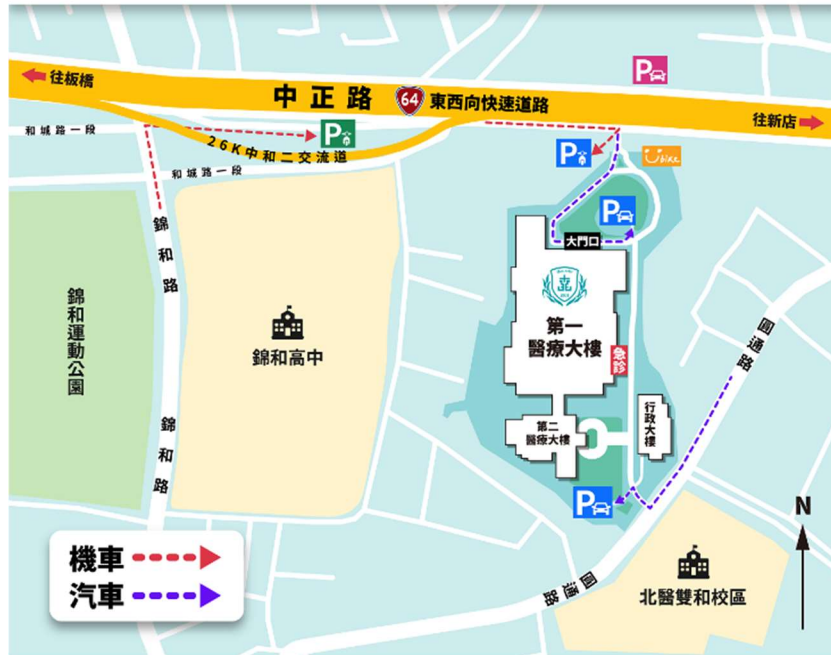 往板橋
中正路 64 東西向快速道路
P
往新店
和城路一段
P
26K中和二交流道
P
Ubike
和城路一段
P
大門口
錦和路
錦和運動公園
錦和高中
第一
醫療大樓
急診
圓通路
第二
醫療大樓
行政大樓
錦和路
P
N
機車
汽車
圓通路
北醫雙和校區